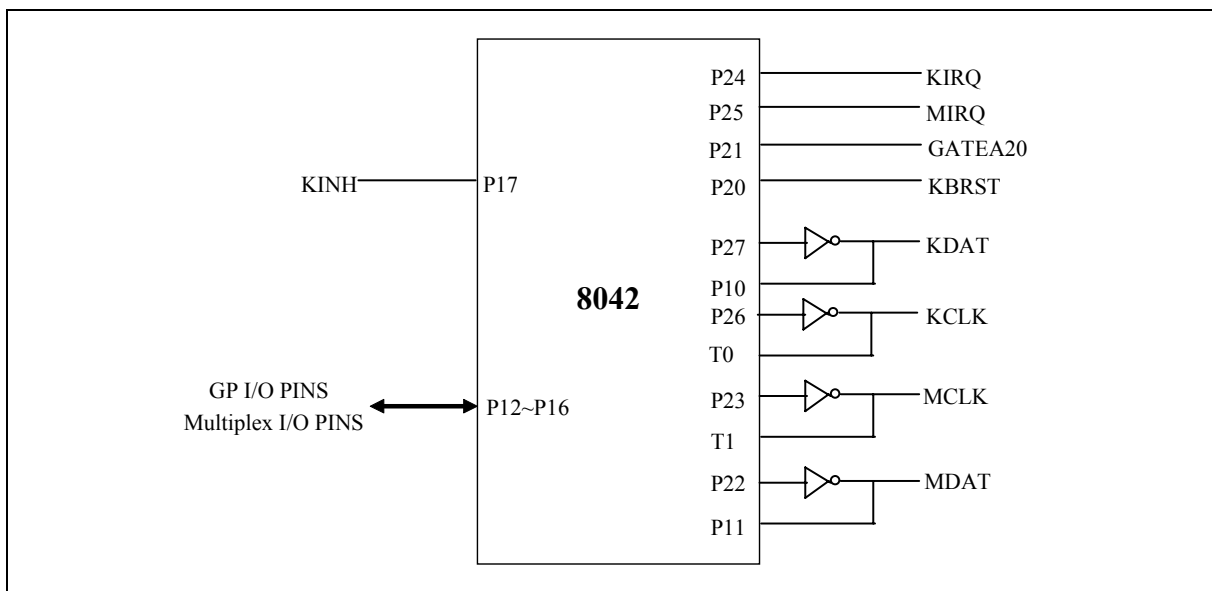 P24 KIRQ
P25 MIRQ
P21 GATEA20
KINH P17 P20 KBRST
P27 KDAT
P10
8042
P26 KCLK
T0
GP I/O PINS
Multiplex I/O PINS
P12~P16
P23 MCLK
T1
P22 MDAT
P11